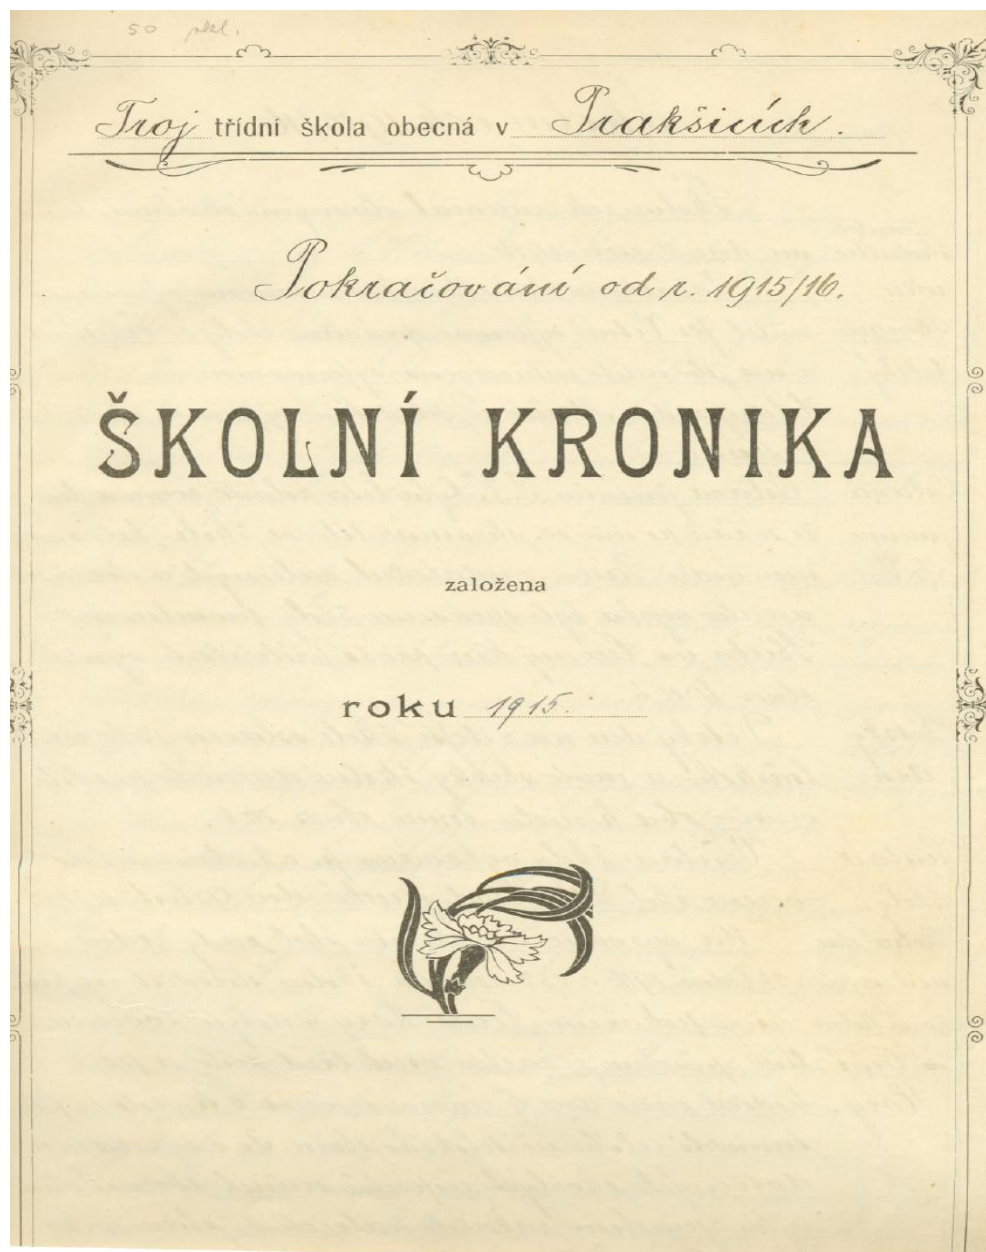 50
Troj třídní škola obecná v Prakšicích.
Pokračování od r. 1915/16.
ŠKOLNÍ KRONIKA
založena
roku 1915.